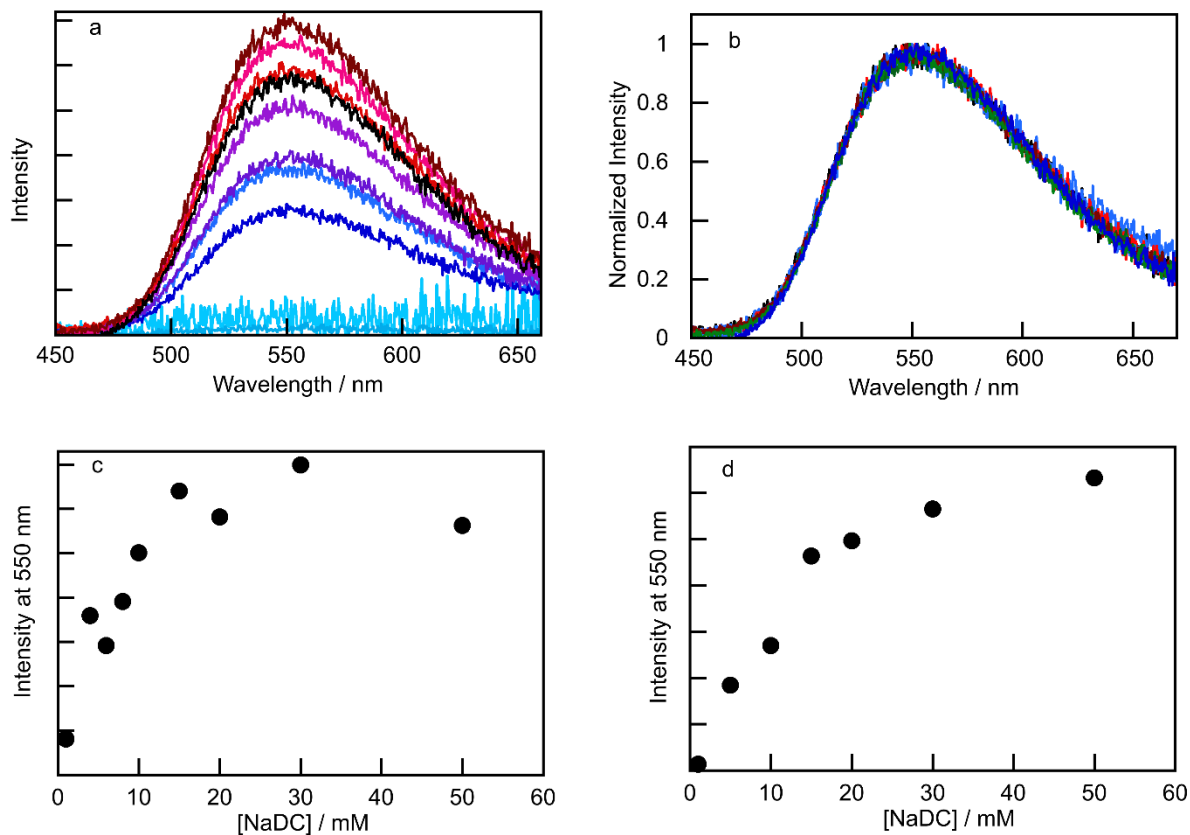 a
Intensity
450 500 550 600 650
Wavelength / nm
b
Normalized Intensity
1
0.8
0.6
0.4
0.2
0
450 500 550 600 650
Wavelength / nm
c
Intensity at 550 nm
0 10 20 30 40 50 60
[NaDC] / mM
d
Intensity at 550 nm
0 10 20 30 40 50 60
[NaDC] / mM